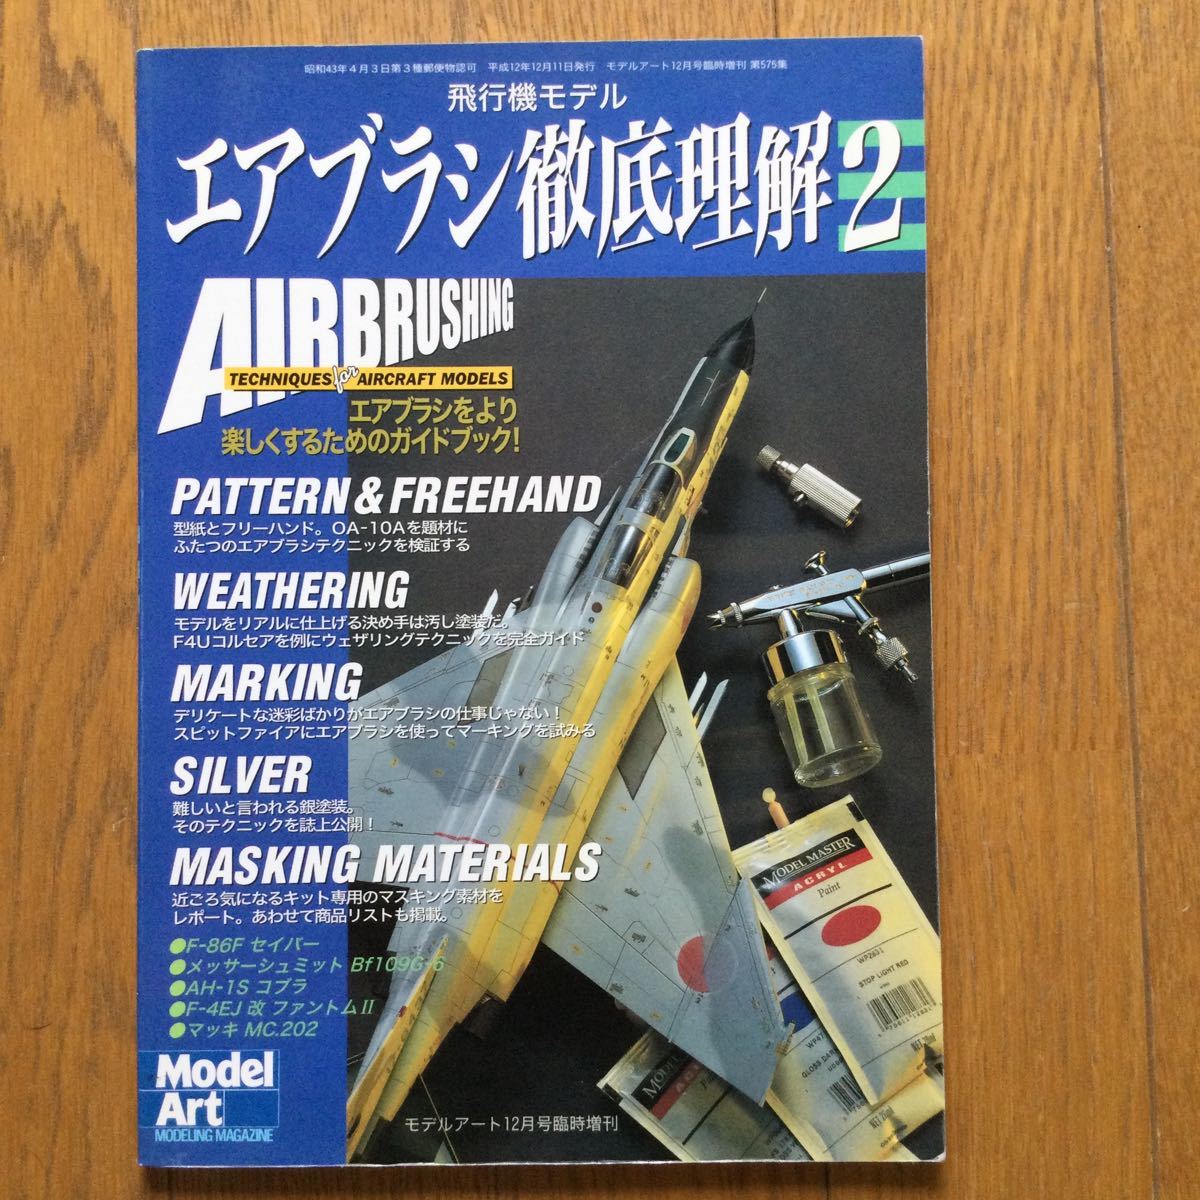 昭和43年4月3日第3種郵便物認可 平成12年12月11日発行 モデルアート12月号臨時増刊 第575集
飛行機モデル
エアブラシ徹底理解2
AIRBRUSHING
TECHNIQUES for AIRCRAFT MODELS
エアブラシをより
楽しくするためのガイドブック!
PATTERN & FREEHAND
型紙とフリーハンド。OA-10Aを題材に
ふたつのエアブラシテクニックを検証する
WEATHERING
モデルをリアルに仕上げる決め手は汚し塗装だ。
F4Uコルセアを例にウェザリングテクニックを完全ガイド
MARKING
デリケートな迷彩ばかりがエアブラシの仕事じゃない!
スピットファイアにエアブラシを使ってマーキングを試みる
SILVER
難しいと言われる銀塗装。
そのテクニックを誌上公開!
MASKING MATERIALS
近ごろ気になるキット専用のマスキング素材を
レポート。あわせて商品リストも掲載。
●F-86F セイバー
●メッサーシュミット Bf109G-6
●AH-1S コブラ
●F-4EJ 改 ファントムⅡ
●マッキ MC.202
Model
Art
MODELING MAGAZINE
モデルアート12月号臨時増刊
MODEL MASTER
ACRYL
Paint
WP2631
STOP LIGHT RED